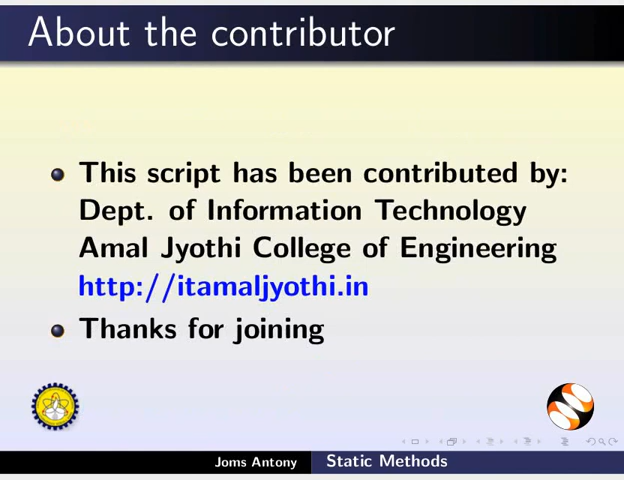 About the contributor
This script has been contributed by:
Dept. of Information Technology
Amal Jyothi College of Engineering
http://itamaljyothi.in
Thanks for joining
Joms Antony
Static Methods